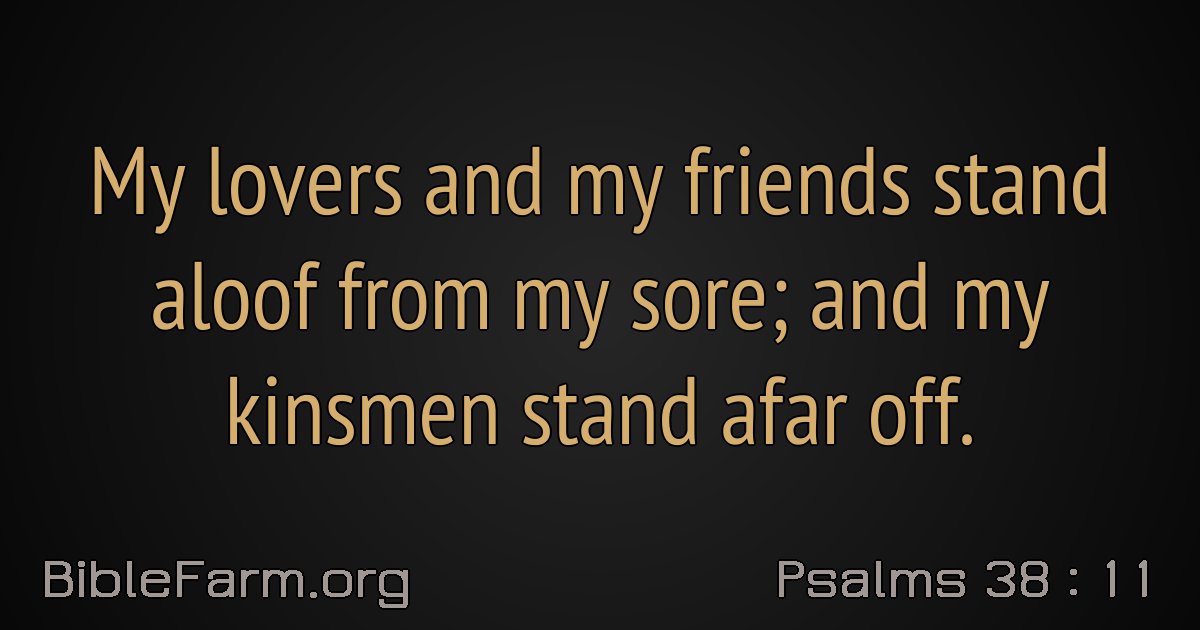 My lovers and my friends stand
aloof from my sore; and my
kinsmen stand afar off.
BibleFarm.org
Psalms 38 : 11